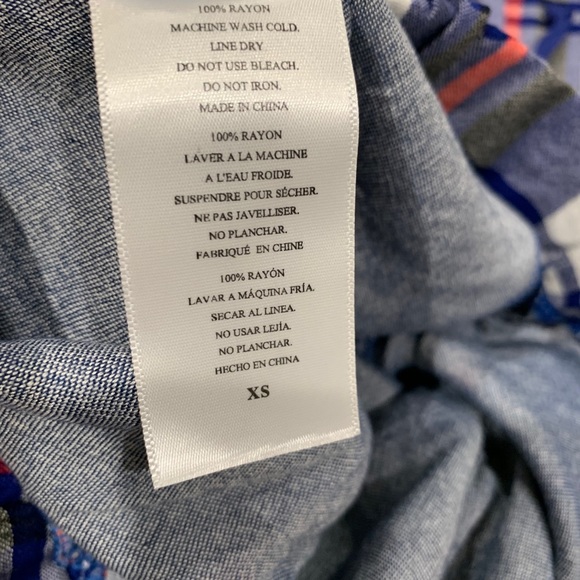 100% RAYON
MACHINE WASH COLD.
LINE DRY
DO NOT USE BLEACH.
DO NOT IRON.
MADE IN CHINA
100% RAYON
LAVER A LA MACHINE
A L'EAU FROIDE.
SUSPENDRE POUR SÉCHER.
NE PAS JAVELLISER.
NO PLANCHAR.
FABRIQUÉ EN CHINE
100% RAYÓN
LAVAR A MÁQUINA FRÍA.
SECAR AL LINEA.
NO USAR LEJÍA.
NO PLANCHAR.
HECHO EN CHINA
XS